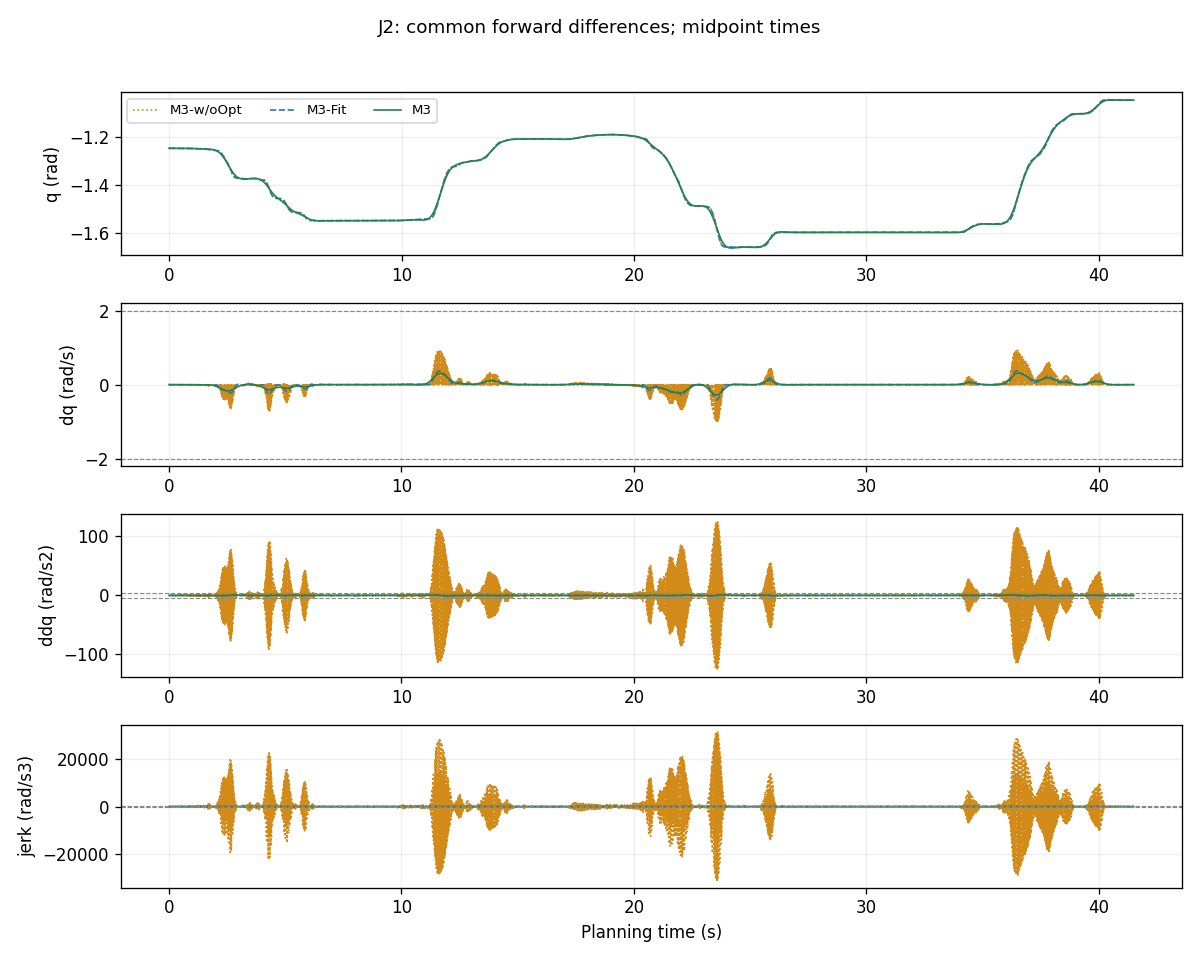 J2: common forward differences; midpoint times
M3-w/oOpt M3-Fit M3
q (rad)
−1.2
−1.4
−1.6
0 10 20 30 40
dq (rad/s)
2
0
−2
0 10 20 30 40
ddq (rad/s2)
100
0
−100
0 10 20 30 40
jerk (rad/s3)
20000
0
−20000
0 10 20 30 40
Planning time (s)